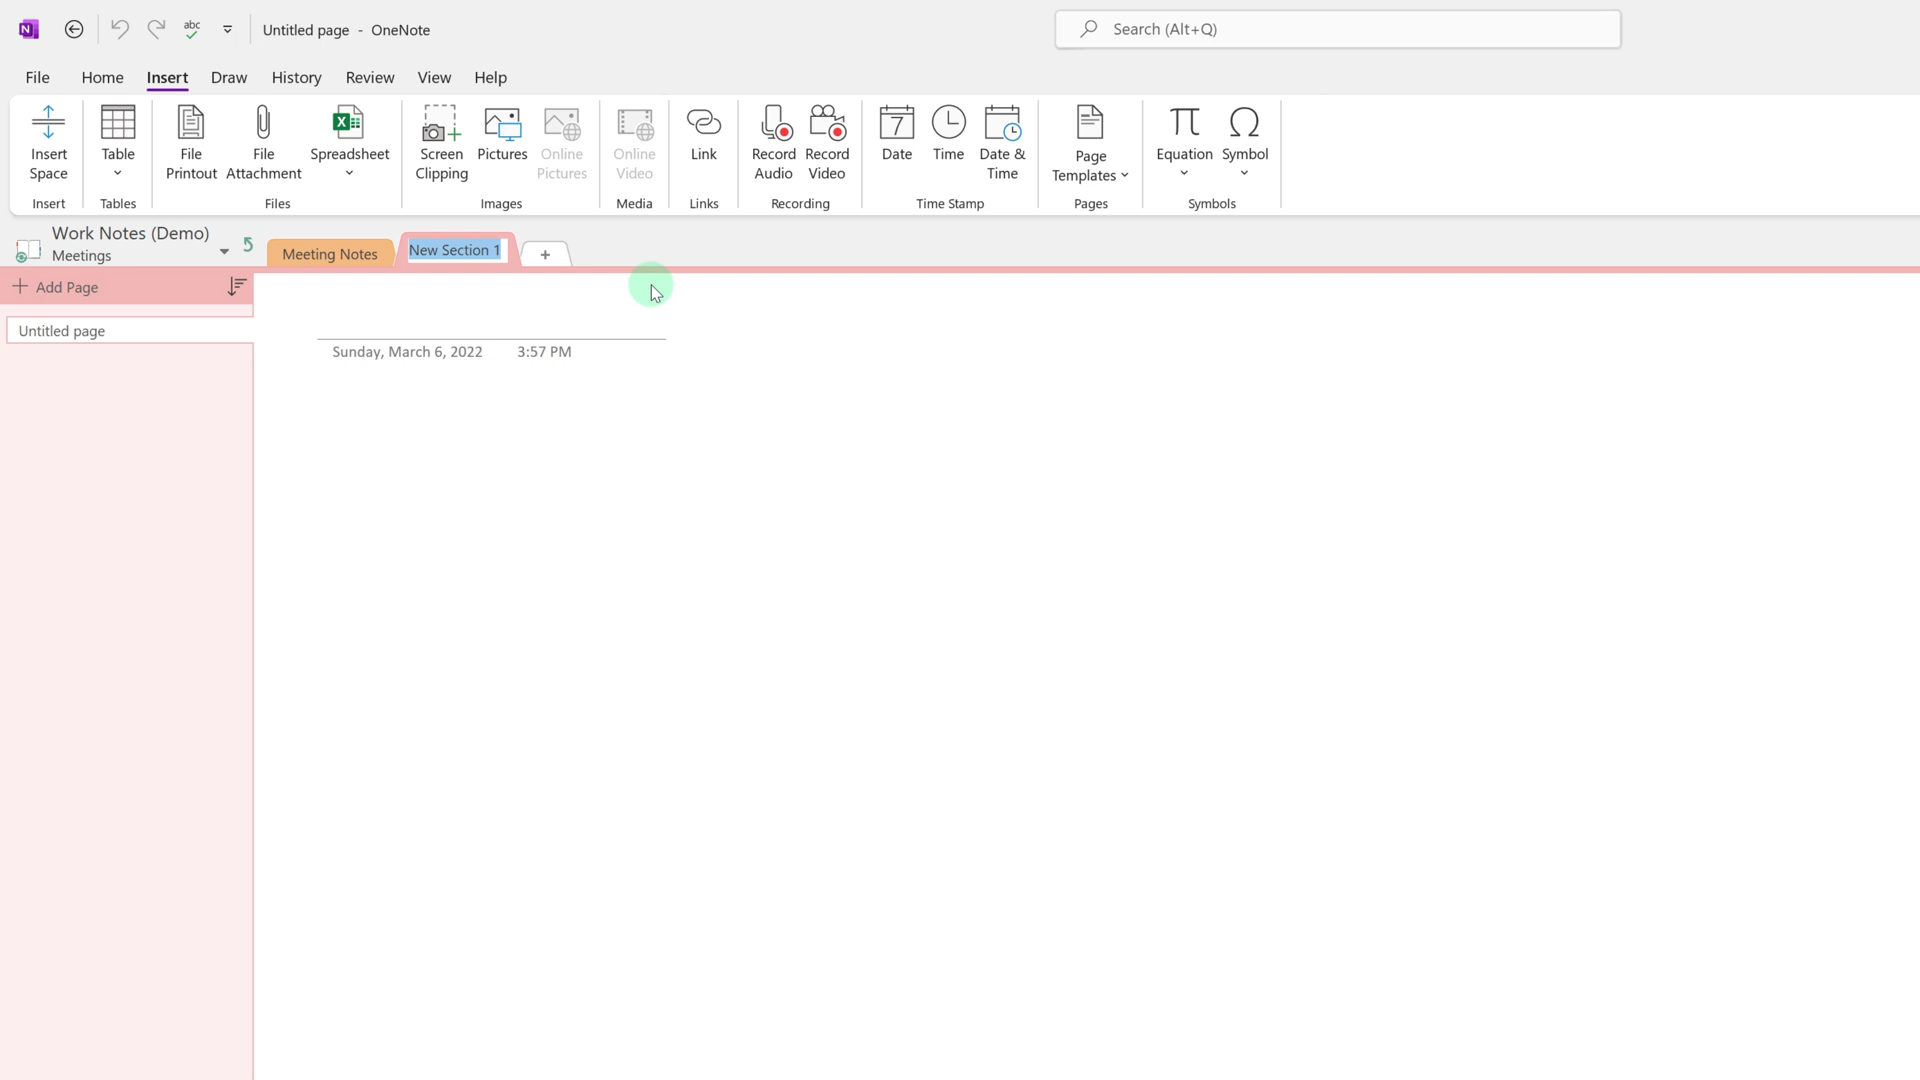 Untitled page - OneNote
Search (Alt+Q)
File Home Insert Draw History Review View Help
Insert Space
Table
File Printout
File Attachment
Spreadsheet
Screen Clipping
Pictures
Online Pictures
Online Video
Link
Record Audio
Record Video
7
Date
Time
Date & Time
Page Templates
Equation
Symbol
Insert Tables Files Images Media Links Recording Time Stamp Pages Symbols
Work Notes (Demo)
Meetings
Meeting Notes
New Section 1
+
+ Add Page
Untitled page
Sunday, March 6, 2022 3:57 PM